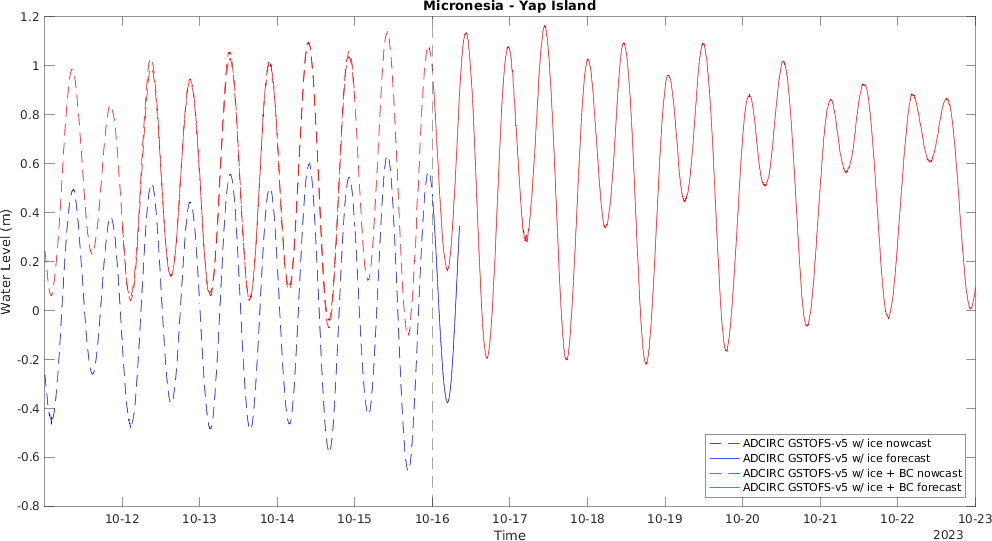 Micronesia - Yap Island
1.2
1
0.8
0.6
0.4
0.2
0
-0.2
-0.4
-0.6
-0.8
Water Level (m)
ADCIRC GSTOFS-v5 w/ ice nowcast
ADCIRC GSTOFS-v5 w/ ice forecast
ADCIRC GSTOFS-v5 w/ ice + BC nowcast
ADCIRC GSTOFS-v5 w/ ice + BC forecast
10-12 10-13 10-14 10-15 10-16 10-17 10-18 10-19 10-20 10-21 10-22 10-23
Time
2023